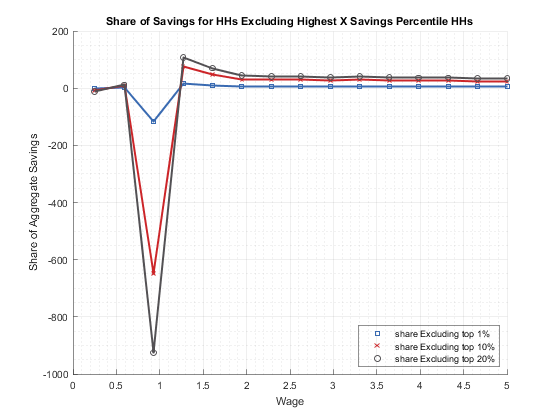 Share of Savings for HHs Excluding Highest X Savings Percentile HHs
200
0
-200
-400
-600
-800
-1000
Share of Aggregate Savings
share Excluding top 1%
share Excluding top 10%
share Excluding top 20%
0 0.5 1 1.5 2 2.5 3 3.5 4 4.5 5
Wage